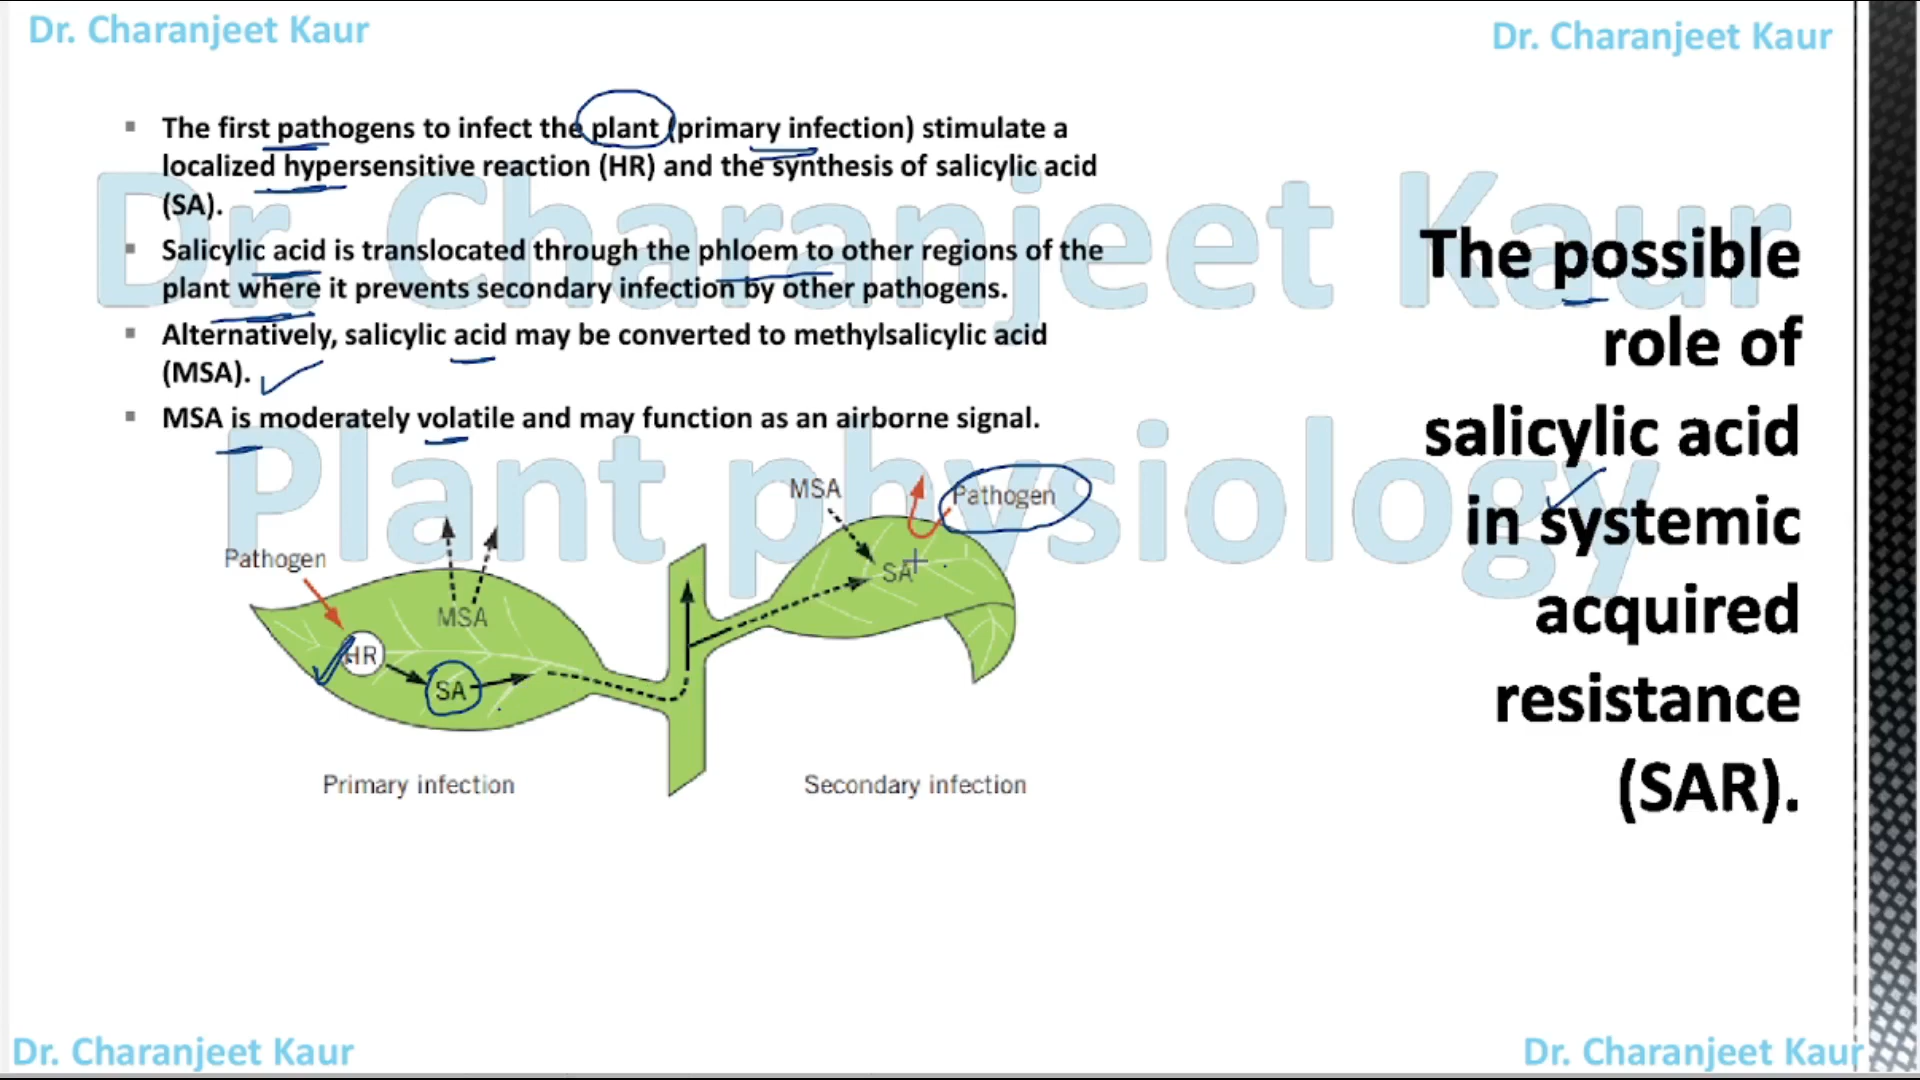 Dr. Charanjeet Kaur
Dr. Charanjeet Kaur
The first pathogens to infect the plant (primary infection) stimulate a
localized hypersensitive reaction (HR) and the synthesis of salicylic acid
(SA).
Salicylic acid is translocated through the phloem to other regions of the
plant where it prevents secondary infection by other pathogens.
Alternatively, salicylic acid may be converted to methylsalicylic acid
(MSA).
MSA is moderately volatile and may function as an airborne signal.
Dr. Charanjeet Kaur
Plant physiology
The possible
role of
salicylic acid
in systemic
acquired
resistance
(SAR).
MSA
Pathogen
Pathogen
SA
MSA
HR
SA
Primary infection
Secondary infection
Dr. Charanjeet Kaur
Dr. Charanjeet Kaur